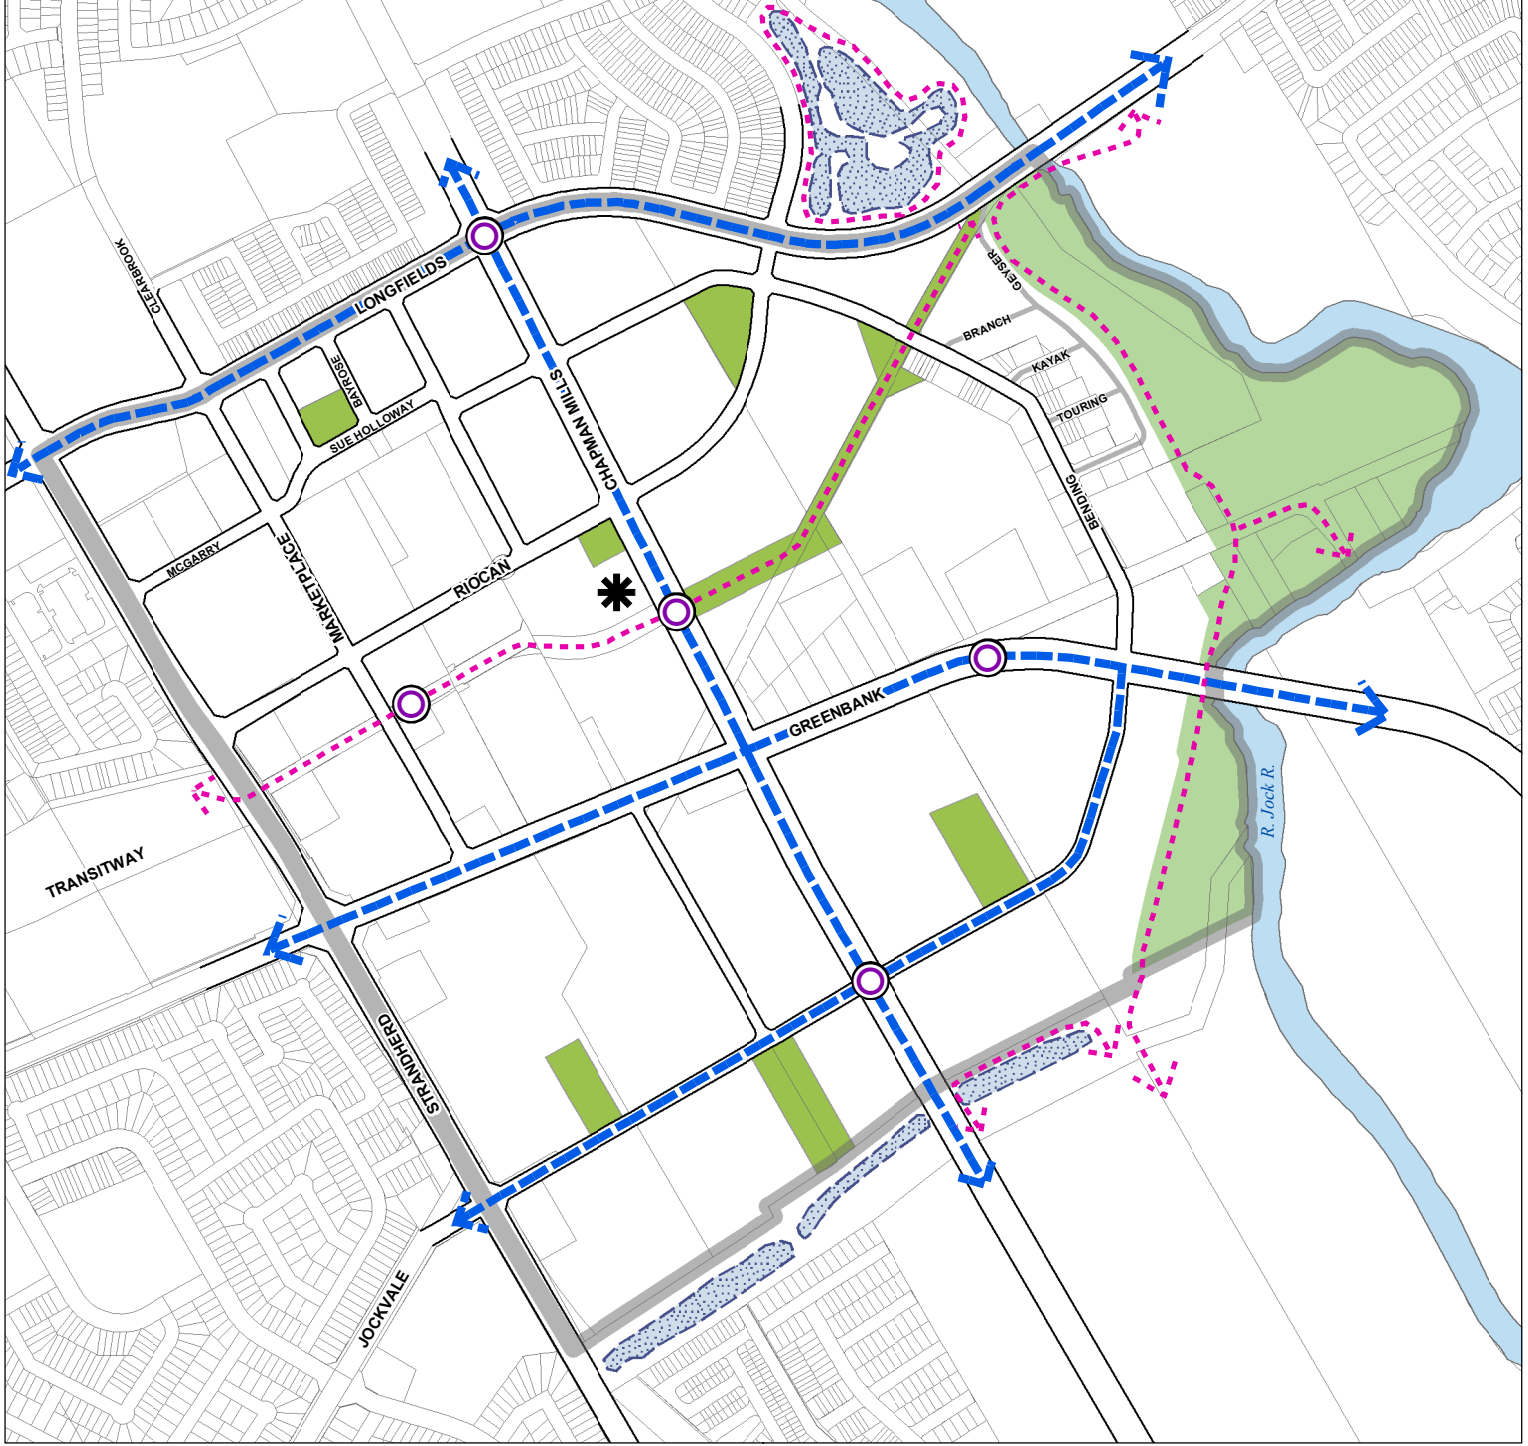 CLEARBROOK
LONGFIELDS
GEYSER
BRANCH
KAYAK
BAYROSE
TOURING
SUE HOLLOWAY
CHAPMAN MILLS
BENDING
MCGARRY
MARKETPLACE
RIOCAN
GREENBANK
R. Jock R.
TRANSITWAY
STRANDHERD
JOCKVALE